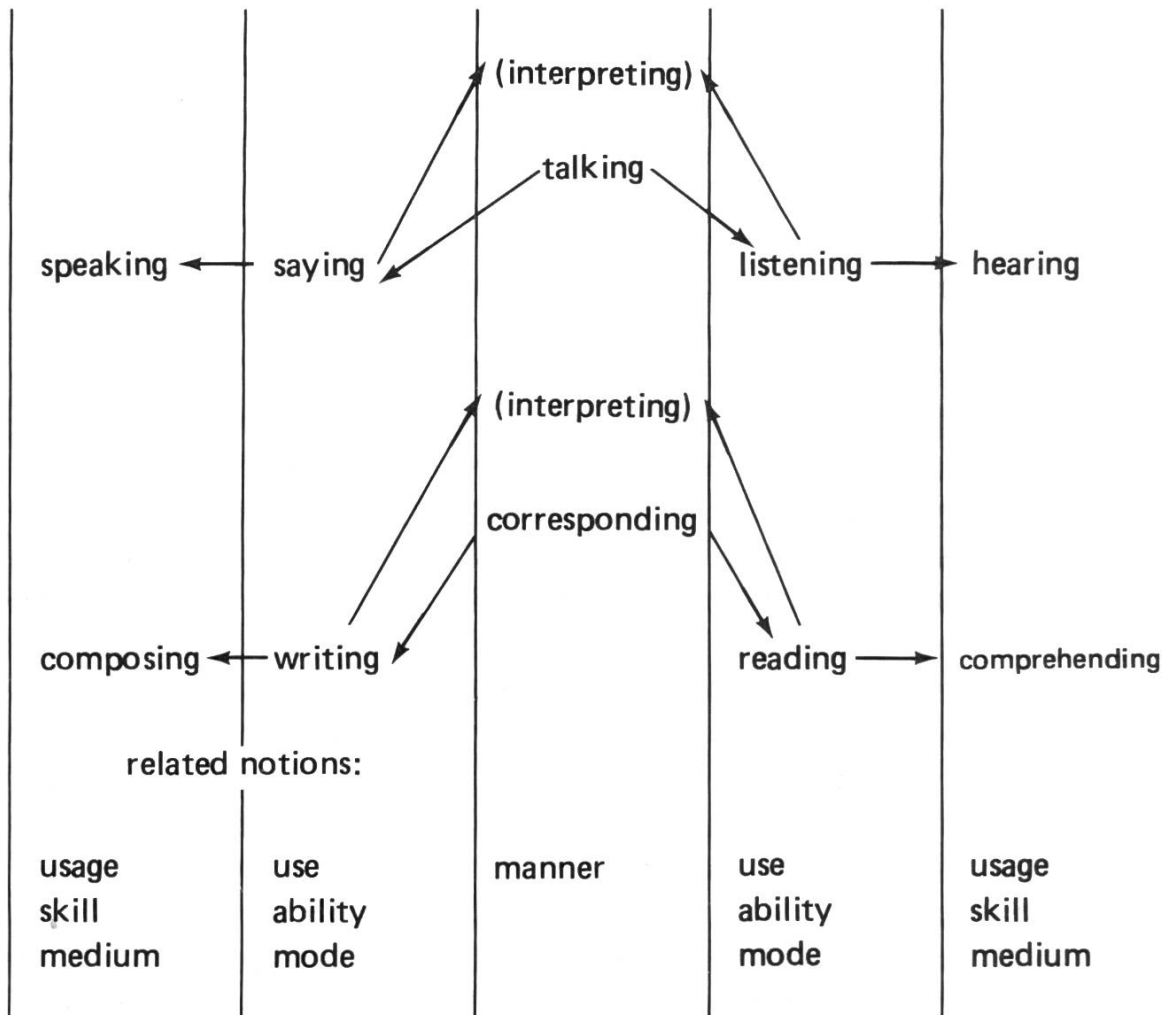 (interpreting)
talking
speaking saying listening hearing
(interpreting)
corresponding
composing writing reading comprehending
related notions:
usage use manner use usage
skill ability ability skill
medium mode mode medium